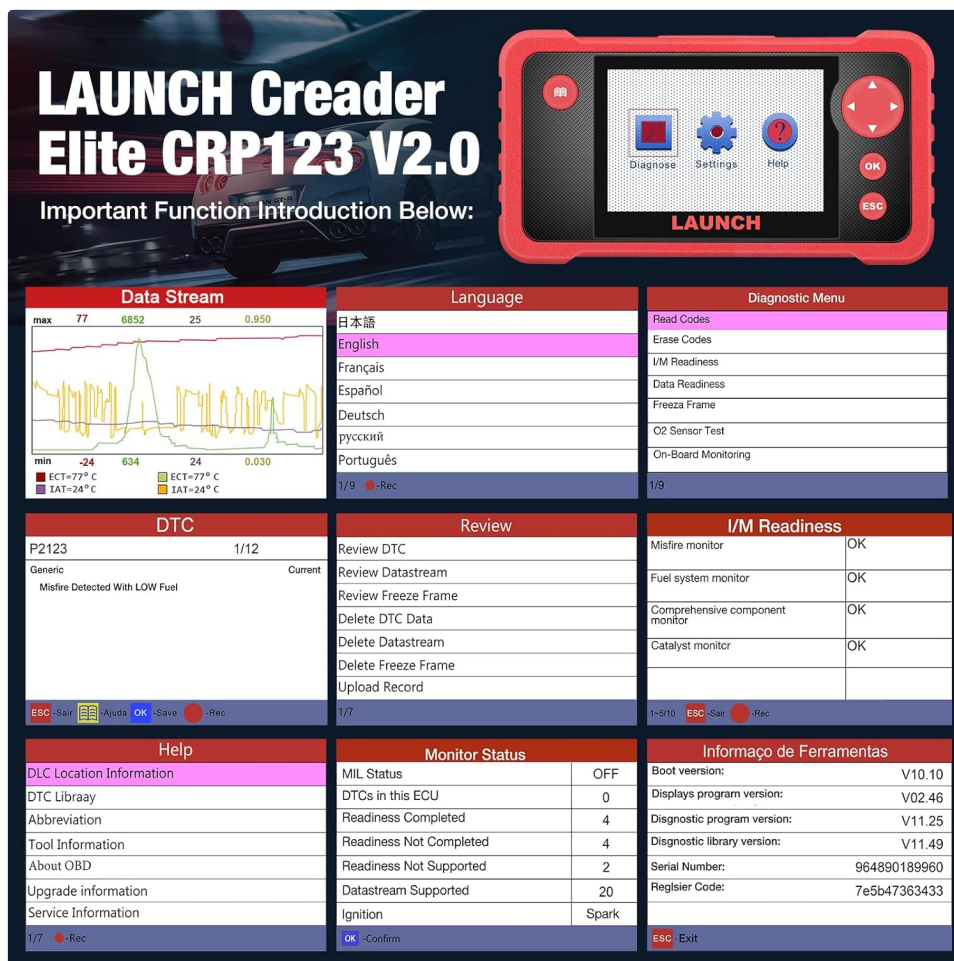 LAUNCH Creader
Elite CRP123 V2.0
Important Function Introduction Below:
Diagnose Settings Help
OK
ESC
LAUNCH
Data Stream
max 77 6852 25 0.950
min -24 634 24 0.030
ECT=77° C ECT=77° C
IAT=24° C IAT=24° C
Language
日本語
English
Français
Español
Deutsch
русский
Português
1/9 -Rec
Diagnostic Menu
Read Codes
Erase Codes
I/M Readiness
Data Readiness
Freeza Frame
O2 Sensor Test
On-Board Monitoring
1/9
DTC
P2123 1/12
Generic Current
Misfire Detected With LOW Fuel
ESC -Sair -Ajuda OK -Save -Rec
Review
Review DTC
Review Datastream
Review Freeze Frame
Delete DTC Data
Delete Datastream
Delete Freeze Frame
Upload Record
1/7
I/M Readiness
Misfire monitor OK
Fuel system monitor OK
Comprehensive component OK
monitor
Catalyst monitcr OK
1~5/10 ESC -Sair -Rec
Help
DLC Location Information
DTC Libraay
Abbreviation
Tool Information
About OBD
Upgrade information
Service Information
1/7 -Rec
Monitor Status
MIL Status OFF
DTCs in this ECU 0
Readiness Completed 4
Readiness Not Completed 4
Readiness Not Supported 2
Datastream Supported 20
Ignition Spark
OK -Confirm
Informaço de Ferramentas
Boot veersion: V10.10
Displays prograrn version: V02.46
Disgnostic program version: V11.25
Disgnostic library version: V11.49
Serial Number: 964890189960
Reglsier Code: 7e5b47363433
ESC - Exit